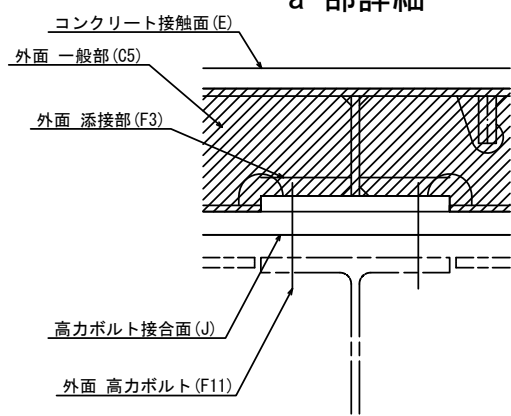 a 部詳細
コンクリート接触面(E)
外面 一般部(C5)
外面 添接部(F3)
高力ボルト接合面(J)
外面 高力ボルト(F11)